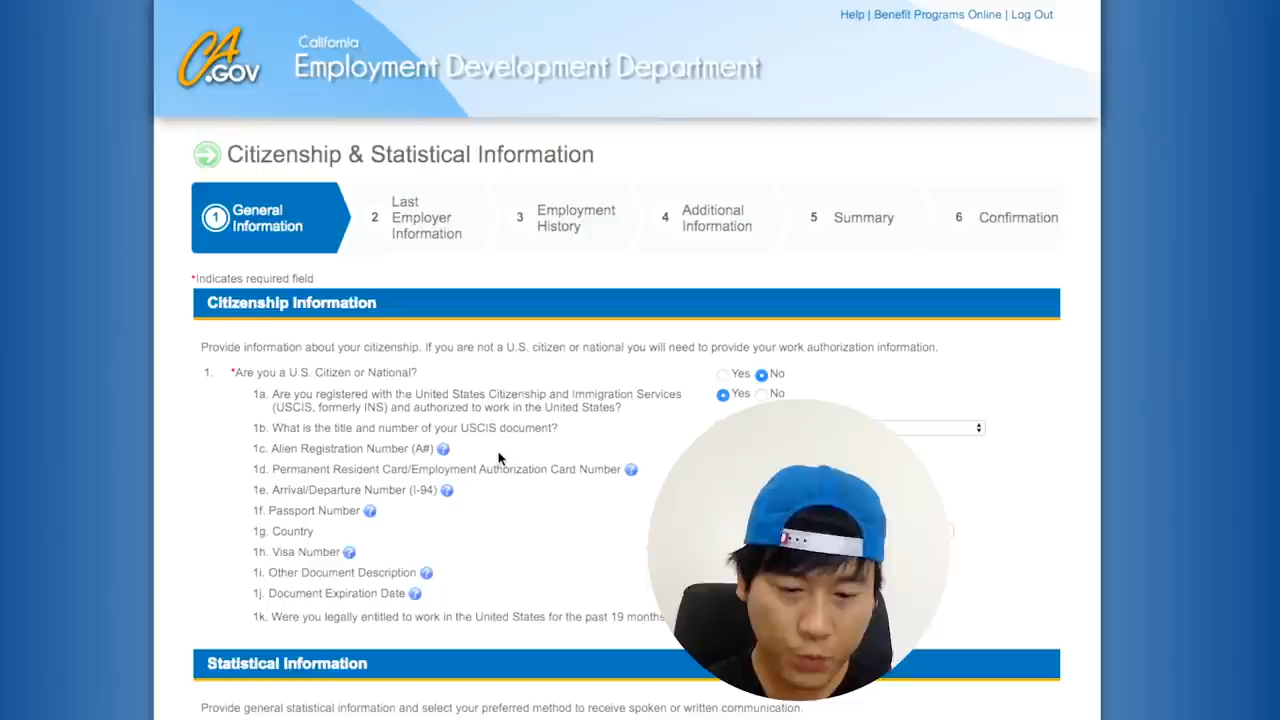 Help | Benefit Programs Online | Log Out
CA
.GOV
California
Employment Development Department
Citizenship & Statistical Information
1 General Information
2 Last Employer Information
3 Employment History
4 Additional Information
5 Summary
6 Confirmation
*Indicates required field
Citizenship Information
Provide information about your citizenship. If you are not a U.S. citizen or national you will need to provide your work authorization information.
1. *Are you a U.S. Citizen or National? Yes No
1a. Are you registered with the United States Citizenship and Immigration Services Yes No
(USCIS, formerly INS) and authorized to work in the United States?
1b. What is the title and number of your USCIS document?
1c. Alien Registration Number (A#) ?
1d. Permanent Resident Card/Employment Authorization Card Number ?
1e. Arrival/Departure Number (I-94) ?
1f. Passport Number ?
1g. Country
1h. Visa Number ?
1i. Other Document Description ?
1j. Document Expiration Date ?
1k. Were you legally entitled to work in the United States for the past 19 months
Statistical Information
Provide general statistical information and select your preferred method to receive spoken or written communication.